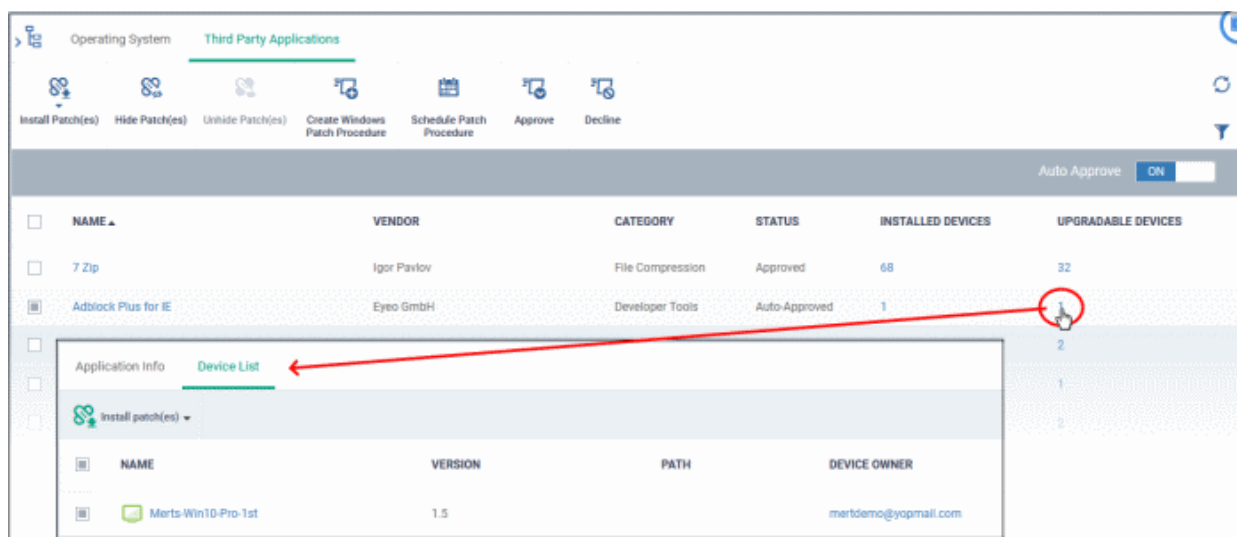 Operating System Third Party Applications
Install Patch(es) Hide Patch(es) Unhide Patch(es) Create Windows Patch Procedure Schedule Patch Procedure Approve Decline
Auto Approve ON
NAME VENDOR CATEGORY STATUS INSTALLED DEVICES UPGRADABLE DEVICES
7 Zip Igor Pavlov File Compression Approved 68 32
Adblock Plus for IE Eyeo GmbH Developer Tools Auto-Approved 1 1
2
1
2
Application Info Device List
Install patch(es)
NAME VERSION PATH DEVICE OWNER
Merts-Win10-Pro-1st 1.5 mertdemo@yopmail.com